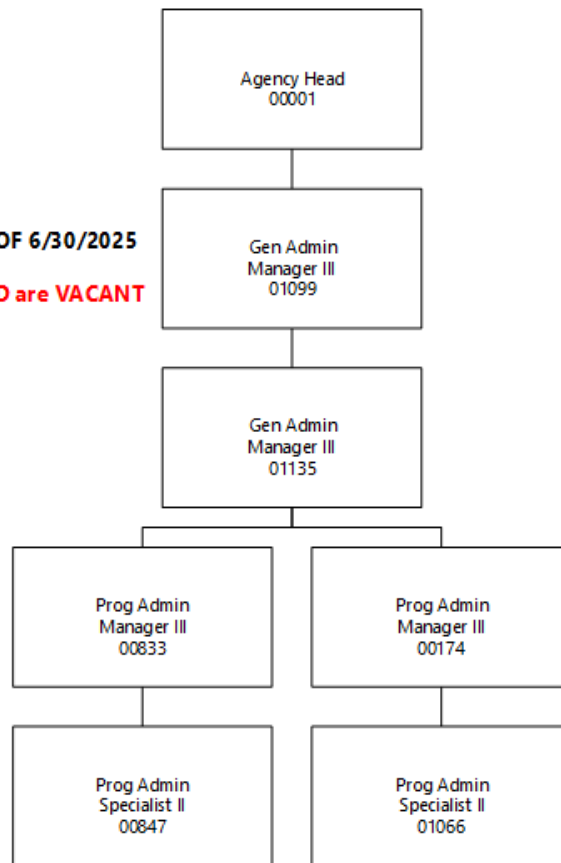 Agency Head
00001
OF 6/30/2025
are VACANT
Gen Admin
Manager III
01099
Gen Admin
Manager III
01135
Prog Admin
Manager III
00833
Prog Admin
Manager III
00174
Prog Admin
Specialist II
00847
Prog Admin
Specialist II
01066